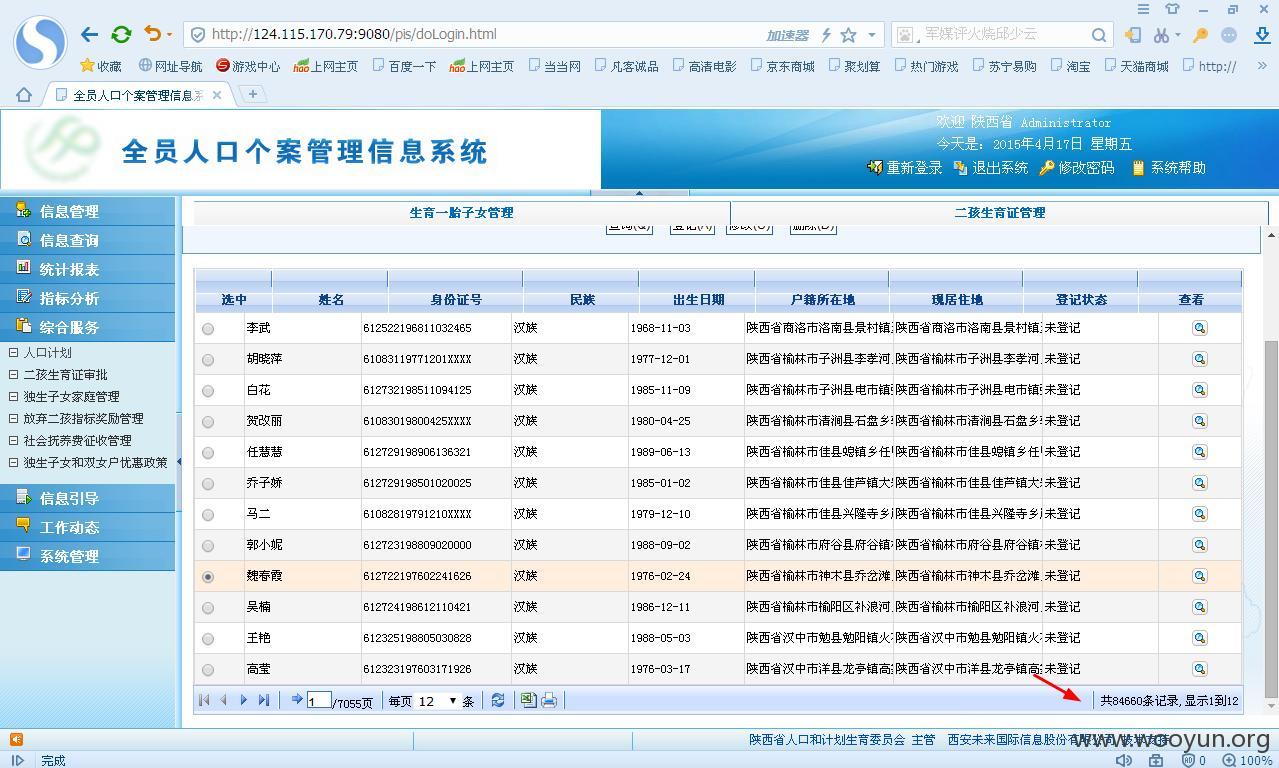 http://124.115.170.79:9080/pis/doLogin.html 加速器 军媒评火烧邱少云
收藏 网址导航 游戏中心 hao上网主页 百度一下 hao上网主页 当当网 凡客诚品 高清电影 京东商城 聚划算 热门游戏 苏宁易购 淘宝 天猫商城 http://
全员人口个案管理信息系
全员人口个案管理信息系统
欢迎 陕西省 Administrator
今天是: 2015年4月17日 星期五
重新登录 退出系统 修改密码 系统帮助
信息管理
信息查询
统计报表
指标分析
综合服务
人口计划
二孩生育证审批
独生子女家庭管理
放弃二孩指标奖励管理
社会抚养费征收管理
独生子女和双女户优惠政策
信息引导
工作动态
系统管理
生育一胎子女管理 二孩生育证管理
查询(Q) 登记(A) 修改(U) 删除(D)
选中 姓名 身份证号 民族 出生日期 户籍所在地 现居住地 登记状态 查看
李武 612522196811032465 汉族 1968-11-03 陕西省商洛市洛南县景村镇 陕西省商洛市洛南县景村镇 未登记
胡晓萍 61083119771201XXXX 汉族 1977-12-01 陕西省榆林市子洲县李孝河 陕西省榆林市子洲县李孝河 未登记
白花 612732198511094125 汉族 1985-11-09 陕西省榆林市子洲县电市镇 陕西省榆林市子洲县电市镇 未登记
贺改丽 61083019800425XXXX 汉族 1980-04-25 陕西省榆林市清涧县石盘乡 陕西省榆林市清涧县石盘乡 未登记
任慧慧 612729198906136321 汉族 1989-06-13 陕西省榆林市佳县螅镇乡任 陕西省榆林市佳县螅镇乡任 未登记
乔子娇 612729198501020025 汉族 1985-01-02 陕西省榆林市佳县佳芦镇大 陕西省榆林市佳县佳芦镇大 未登记
马二 61082819791210XXXX 汉族 1979-12-10 陕西省榆林市佳县兴隆寺乡 陕西省榆林市佳县兴隆寺乡 未登记
郭小妮 612723198809020000 汉族 1988-09-02 陕西省榆林市府谷县府谷镇 陕西省榆林市府谷县府谷镇 未登记
魏春霞 612722197602241626 汉族 1976-02-24 陕西省榆林市神木县乔岔滩 陕西省榆林市神木县乔岔滩 未登记
吴楠 612724198612110421 汉族 1986-12-11 陕西省榆林市榆阳区补浪河 陕西省榆林市榆阳区补浪河 未登记
王艳 612325198805030828 汉族 1988-05-03 陕西省汉中市勉县勉阳镇火 陕西省汉中市勉县勉阳镇火 未登记
高莹 612323197603171926 汉族 1976-03-17 陕西省汉中市洋县龙亭镇高 陕西省汉中市洋县龙亭镇高 未登记
1 /7055页 每页 12 条 共84660条记录, 显示1到12
陕西省人口和计划生育委员会 主管 西安未来国际信息股份有
www.wooyun.org
完成 0 100%